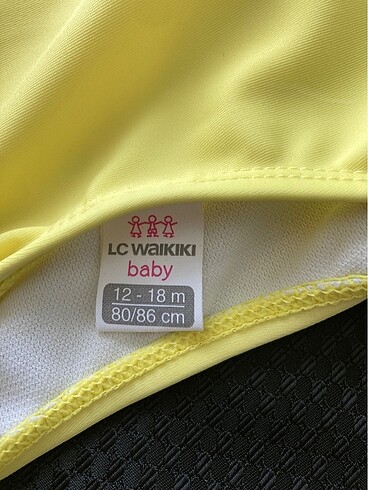 LC WAIKIKI
baby
12 - 18 m
80/86 cm